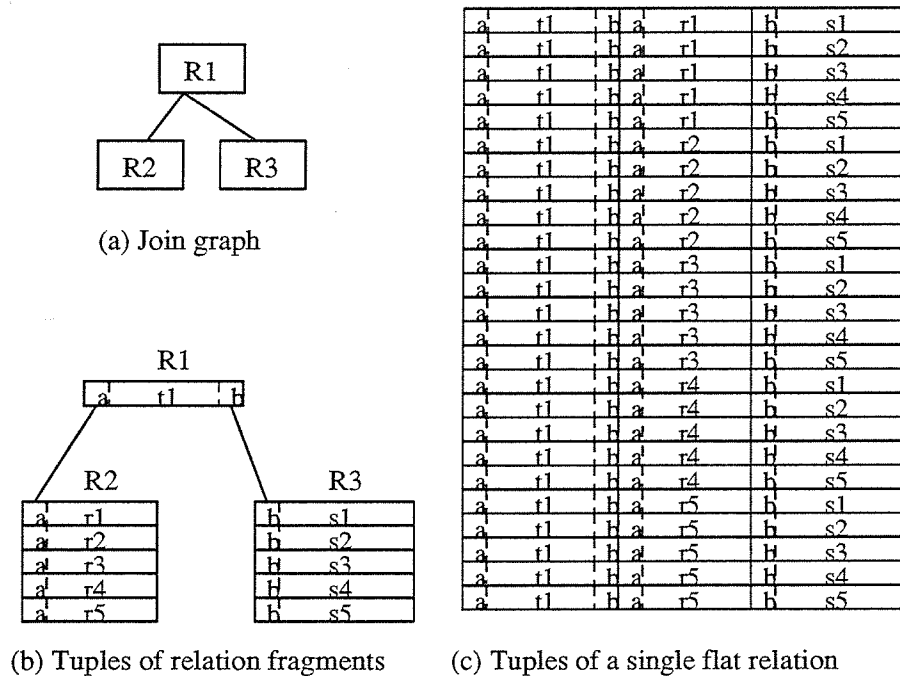 R1
R2 R3
(a) Join graph
R1
a t1 b
R2
a r1
a r2
a r3
a r4
a r5
R3
b s1
b s2
b s3
b s4
b s5
(b) Tuples of relation fragments
a t1 b a r1 b s1
a t1 b a r1 b s2
a t1 b a r1 b s3
a t1 b a r1 b s4
a t1 b a r1 b s5
a t1 b a r2 b s1
a t1 b a r2 b s2
a t1 b a r2 b s3
a t1 b a r2 b s4
a t1 b a r2 b s5
a t1 b a r3 b s1
a t1 b a r3 b s2
a t1 b a r3 b s3
a t1 b a r3 b s4
a t1 b a r3 b s5
a t1 b a r4 b s1
a t1 b a r4 b s2
a t1 b a r4 b s3
a t1 b a r4 b s4
a t1 b a r4 b s5
a t1 b a r5 b s1
a t1 b a r5 b s2
a t1 b a r5 b s3
a t1 b a r5 b s4
a t1 b a r5 b s5
(c) Tuples of a single flat relation